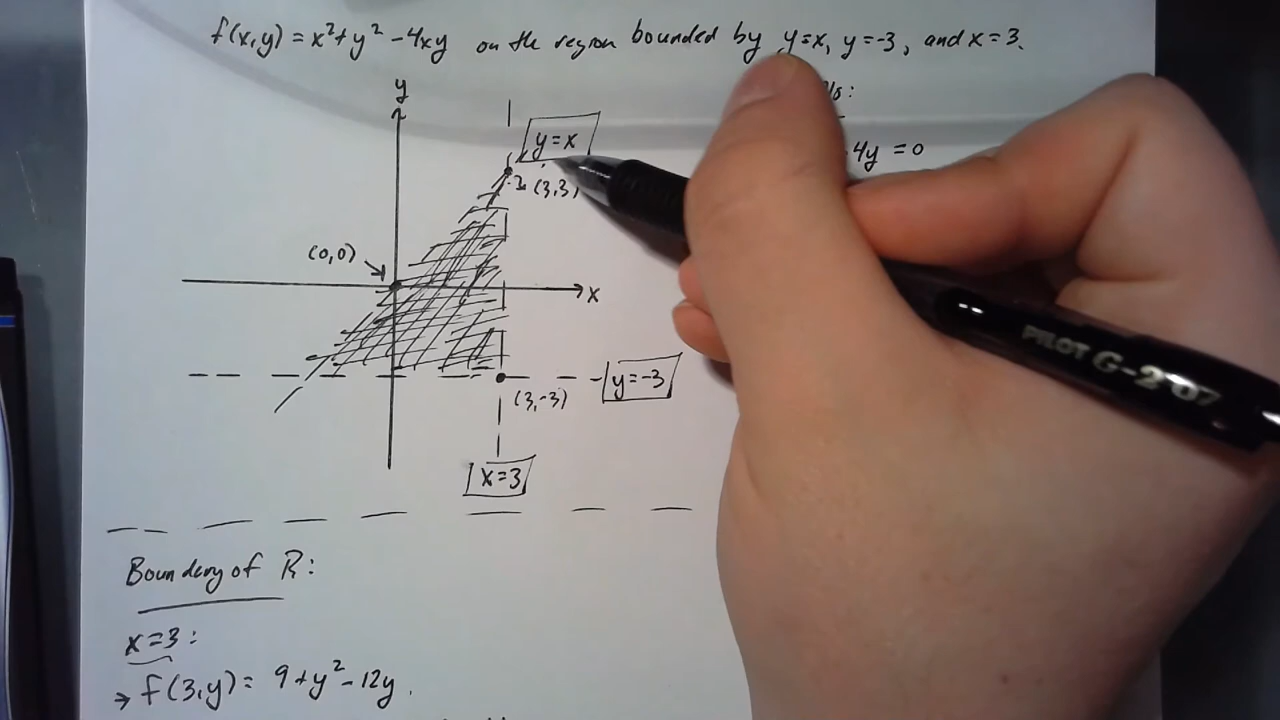 f(x,y) = x² + y² - 4xy on the region bounded by y=x, y=-3, and x=3.
y
y=x
4y = 0
(3,3)
(0,0)
x
y=-3
(3,-3)
x=3
Boundary of R:
x=3:
→ f(3,y) = 9+y²-12y.
PILOT G-2 07